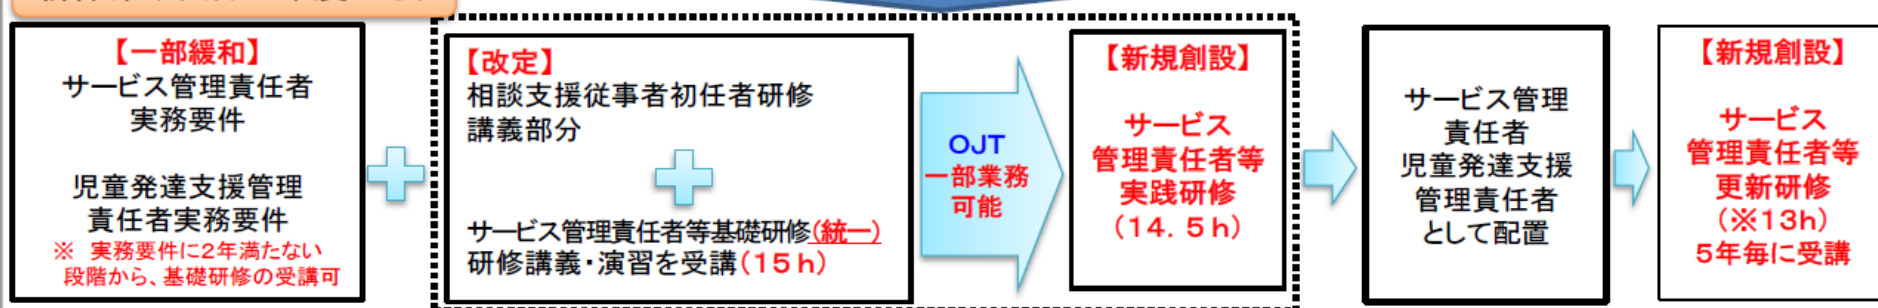 【一部緩和】
サービス管理責任者
実務要件
児童発達支援管理
責任者実務要件
※ 実務要件に2年満たない
段階から、基礎研修の受講可
【改定】
相談支援従事者初任者研修
講義部分
サービス管理責任者等基礎研修(統一)
研修講義・演習を受講(15h)
OJT
一部業務
可能
【新規創設】
サービス
管理責任者等
実践研修
(14.5h)
サービス管理
責任者
児童発達支援
管理責任者
として配置
【新規創設】
サービス
管理責任者等
更新研修
(※13h)
5年毎に受講